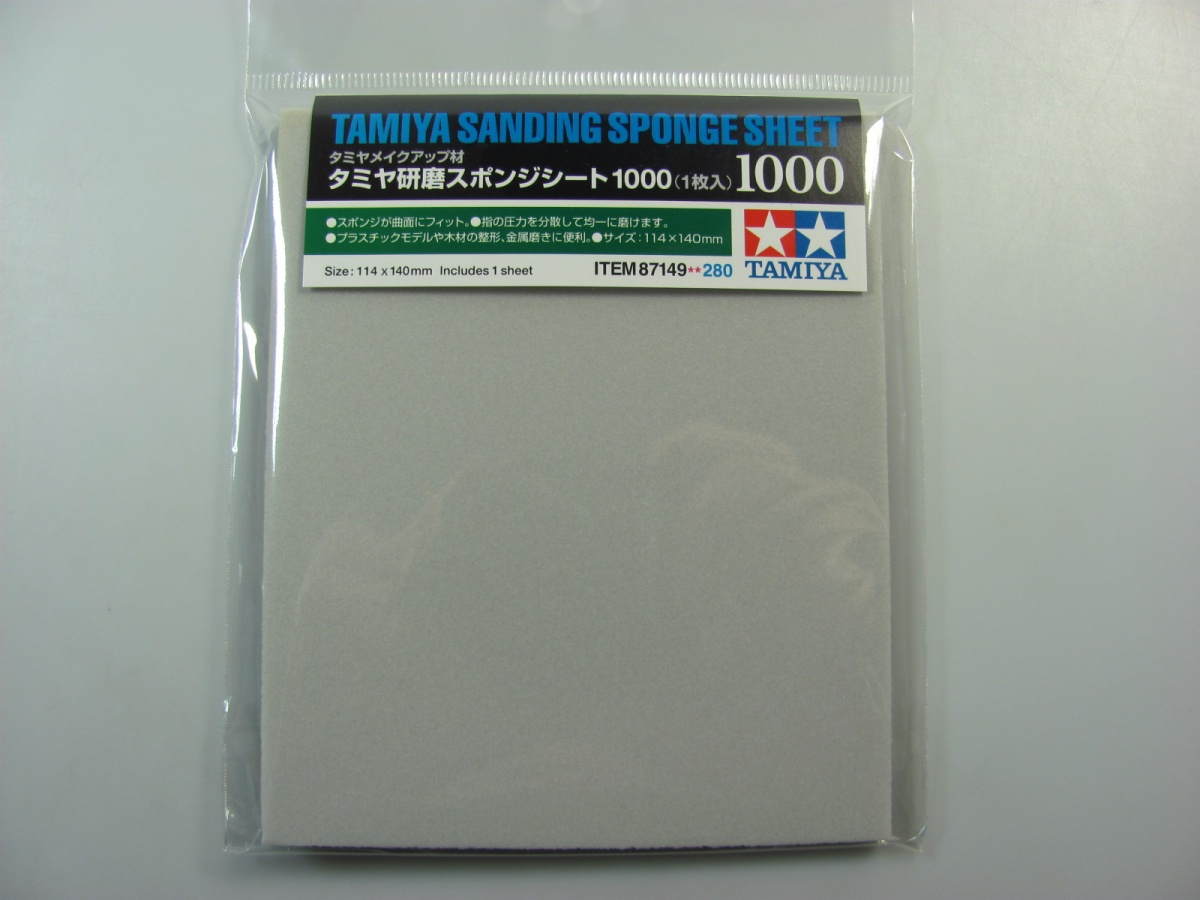 TAMIYA SANDING SPONGE SHEET
タミヤメイクアップ材
タミヤ研磨スポンジシート1000(1枚入) 1000
●スポンジが曲面にフィット。●指の圧力を分散して均一に磨けます。
●プラスチックモデルや木材の整形、金属磨きに便利。●サイズ:114×140mm
Size: 114 x 140mm Includes 1 sheet
ITEM 87149**280
TAMIYA